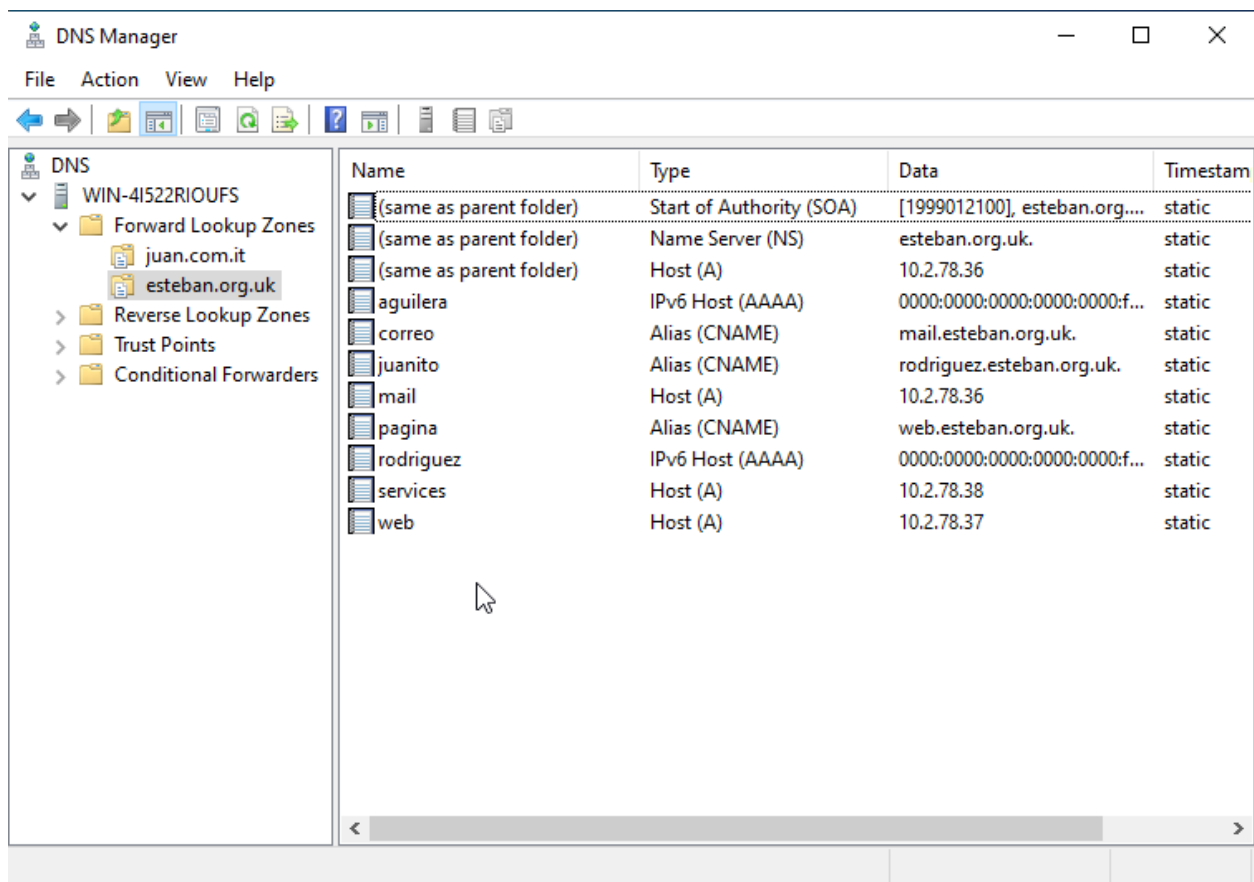 DNS Manager
File Action View Help
DNS
WIN-4I522RIOUFS
Forward Lookup Zones
juan.com.it
esteban.org.uk
Reverse Lookup Zones
Trust Points
Conditional Forwarders
Name Type Data Timestam
(same as parent folder) Start of Authority (SOA) [1999012100], esteban.org.... static
(same as parent folder) Name Server (NS) esteban.org.uk. static
(same as parent folder) Host (A) 10.2.78.36 static
aguilera IPv6 Host (AAAA) 0000:0000:0000:0000:0000:f... static
correo Alias (CNAME) mail.esteban.org.uk. static
juanito Alias (CNAME) rodriguez.esteban.org.uk. static
mail Host (A) 10.2.78.36 static
pagina Alias (CNAME) web.esteban.org.uk. static
rodriguez IPv6 Host (AAAA) 0000:0000:0000:0000:0000:f... static
services Host (A) 10.2.78.38 static
web Host (A) 10.2.78.37 static